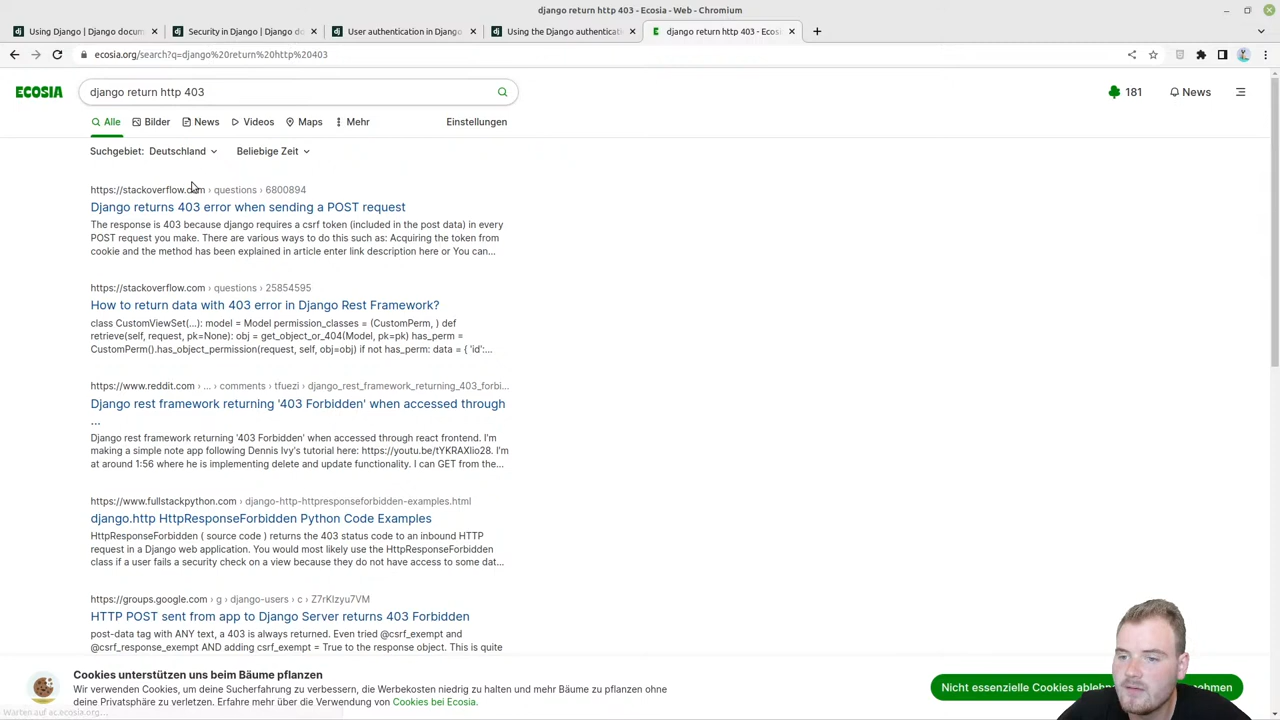 django return http 403 - Ecosia - Web - Chromium
Using Django | Django docum
Security in Django | Django do
User authentication in Django
Using the Django authenticati
django return http 403 - Ecosi
ecosia.org/search?q=django%20return%20http%20403
ECOSIA
django return http 403
181
News
Alle
Bilder
News
Videos
Maps
Mehr
Einstellungen
Suchgebiet: Deutschland
Beliebige Zeit
https://stackoverflow.com › questions › 6800894
Django returns 403 error when sending a POST request
The response is 403 because django requires a csrf token (included in the post data) in every
POST request you make. There are various ways to do this such as: Acquiring the token from
cookie and the method has been explained in article enter link description here or You can...
https://stackoverflow.com › questions › 25854595
How to return data with 403 error in Django Rest Framework?
class CustomViewSet(...): model = Model permission_classes = (CustomPerm, ) def
retrieve(self, request, pk=None): obj = get_object_or_404(Model, pk=pk) has_perm =
CustomPerm().has_object_permission(request, self, obj=obj) if not has_perm: data = { 'id':...
https://www.reddit.com › ... › comments › tfuezi › django_rest_framework_returning_403_forbi...
Django rest framework returning '403 Forbidden' when accessed through
...
Django rest framework returning '403 Forbidden' when accessed through react frontend. I'm
making a simple note app following Dennis Ivy's tutorial here: https://youtu.be/tYKRAXIio28. I'm
at around 1:56 where he is implementing delete and update functionality. I can GET from the...
https://www.fullstackpython.com › django-http-httpresponseforbidden-examples.html
django.http HttpResponseForbidden Python Code Examples
HttpResponseForbidden ( source code ) returns the 403 status code to an inbound HTTP
request in a Django web application. You would most likely use the HttpResponseForbidden
class if a user fails a security check on a view because they do not have access to some dat...
https://groups.google.com › g › django-users › c › Z7rKIzyu7VM
HTTP POST sent from app to Django Server returns 403 Forbidden
post-data tag with ANY text, a 403 is always returned. Even tried @csrf_exempt and
@csrf_response_exempt AND adding csrf_exempt = True to the response object. This is quite
Cookies unterstützen uns beim Bäume pflanzen
Wir verwenden Cookies, um deine Sucherfahrung zu verbessern, die Werbekosten niedrig zu halten und mehr Bäume zu pflanzen ohne
deine Privatsphäre zu verletzen. Erfahre mehr über die Verwendung von Cookies bei Ecosia.
Nicht essenzielle Cookies ablehn
nehmen
Warten auf ac.ecosia.org...